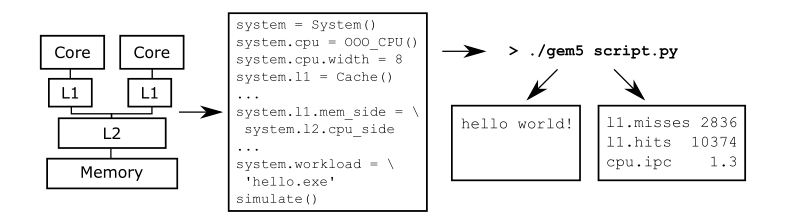 Core Core
L1 L1
L2
Memory
system = System()
system.cpu = OOO_CPU()
system.cpu.width = 8
system.l1 = Cache()
...
system.l1.mem_side = \
system.l2.cpu_side
...
system.workload = \
'hello.exe'
simulate()
> ./gem5 script.py
hello world!
l1.misses 2836
l1.hits 10374
cpu.ipc 1.3